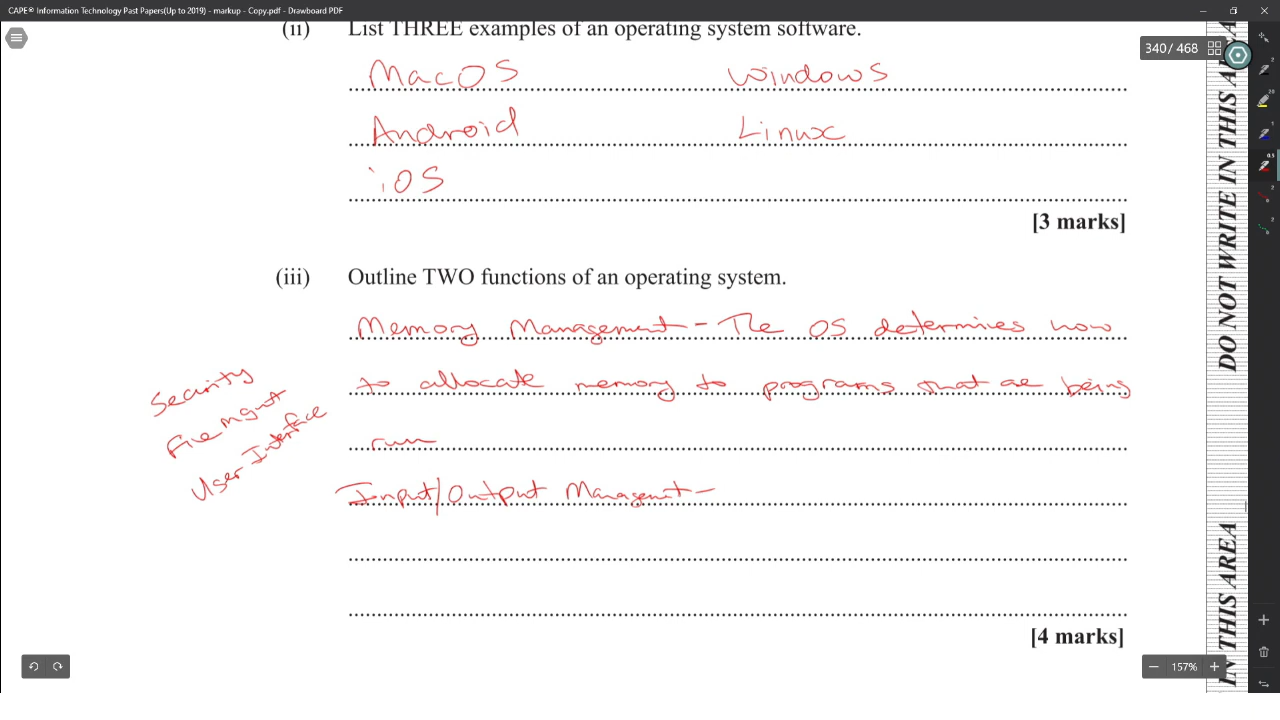 CAPE® Information Technology Past Papers(Up to 2019) - markup - Copy.pdf - Drawboard PDF
340 / 468
(ii) List THREE examples of an operating system software.
MacOS Windows
Android Linux
iOS
[3 marks]
(iii) Outline TWO functions of an operating system.
Memory Management - The OS determines how
to allocate memory to programs that are being
run
Security
File Mgmt
User Interface
Input/Output Managemt -
[4 marks]
157%
DO NOT WRITE IN THIS A
IN THIS AREA